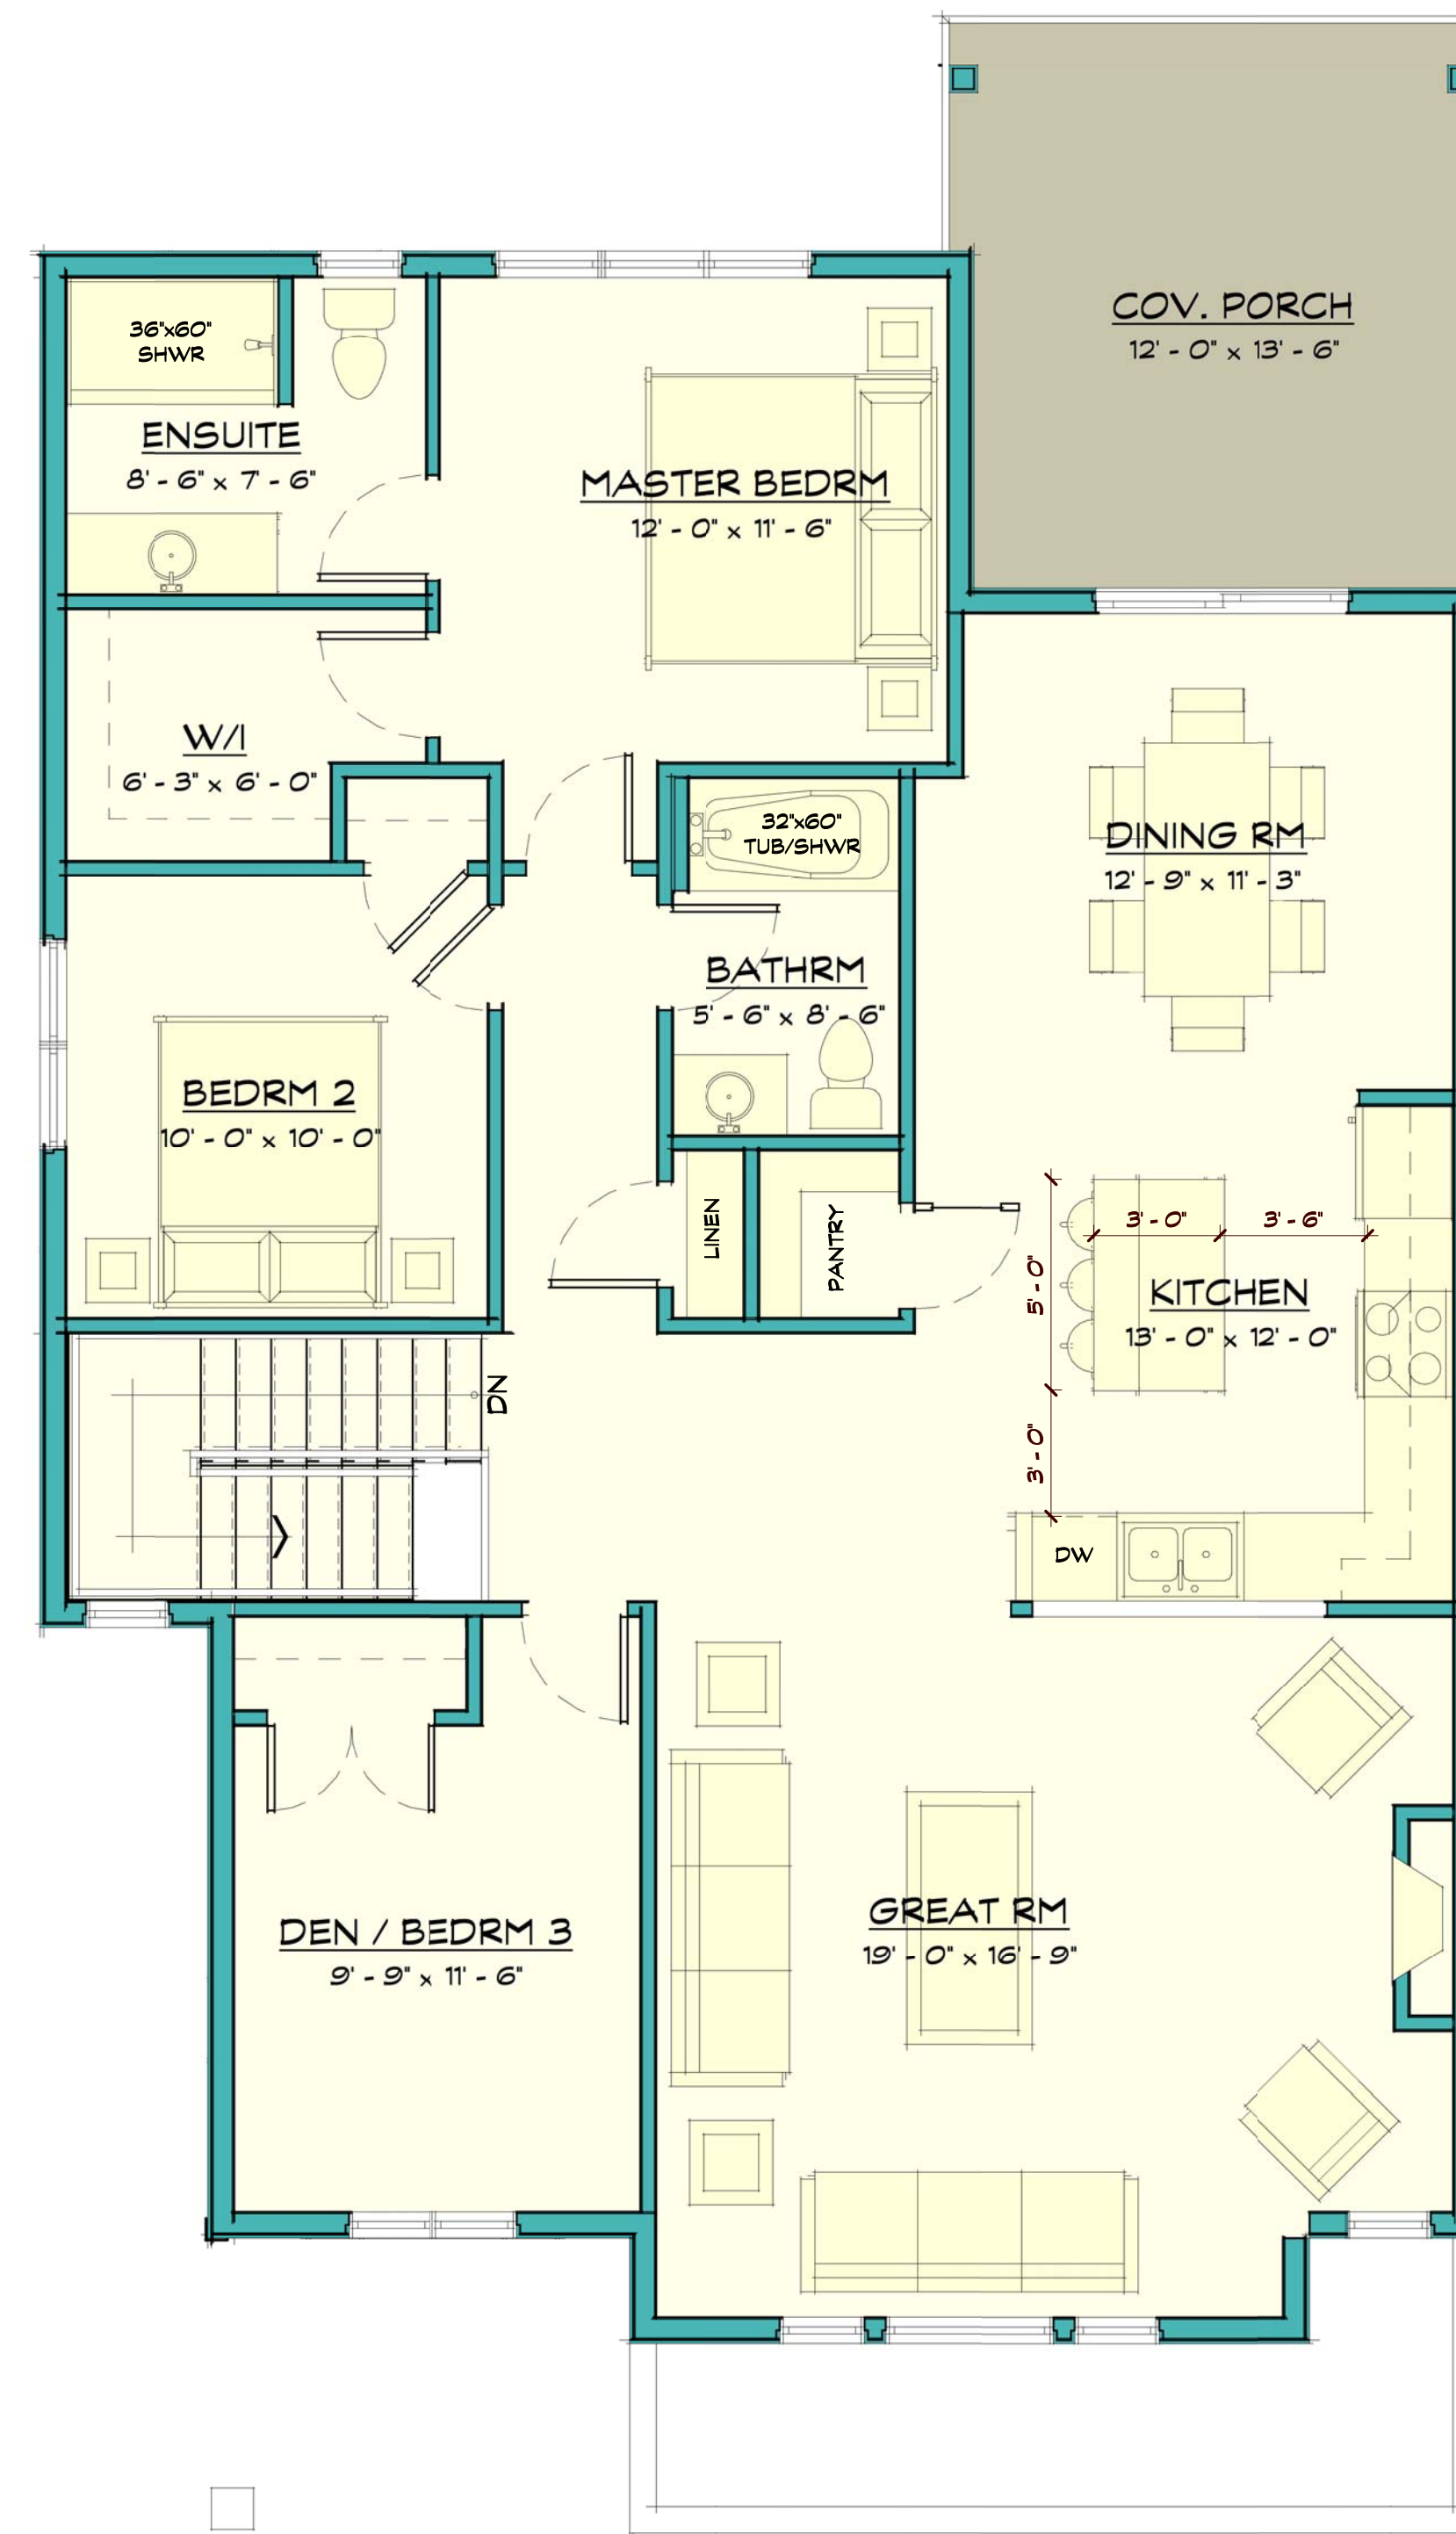 COV. PORCH
12' - 0" x 13' - 6"
36"x60"
SHWR
ENSUITE
8' - 6" x 7' - 6"
MASTER BEDRM
12' - 0" x 11' - 6"
W/I
6' - 3" x 6' - 0"
32"x60"
TUB/SHWR
DINING RM
12' - 9" x 11' - 3"
BATHRM
5' - 6" x 8' - 6"
BEDRM 2
10' - 0" x 10' - 0"
LINEN
PANTRY
3' - 0"
3' - 6"
5' - 0"
KITCHEN
13' - 0" x 12' - 0"
DN
3' - 0"
DW
GREAT RM
19' - 0" x 16' - 9"
DEN / BEDRM 3
9' - 9" x 11' - 6"